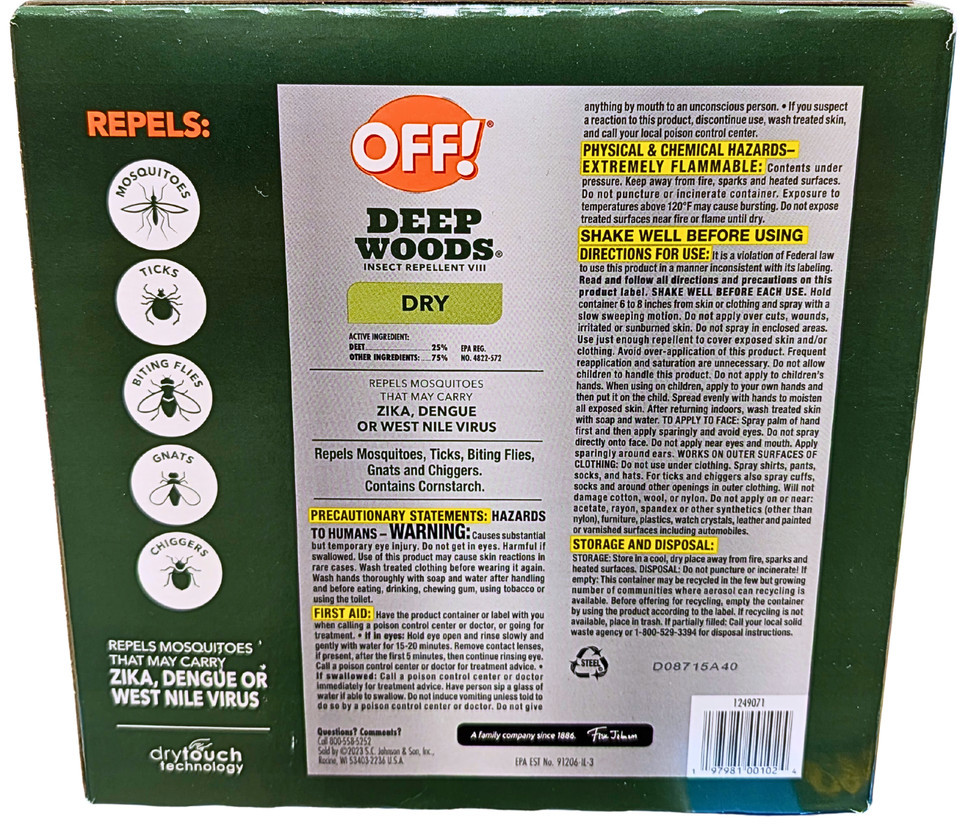 REPELS:
MOSQUITOES
TICKS
BITING FLIES
GNATS
CHIGGERS
REPELS MOSQUITOES
THAT MAY CARRY
ZIKA, DENGUE OR
WEST NILE VIRUS
drytouch
technology
OFF!®
DEEP
WOODS®
INSECT REPELLENT VIII
DRY
ACTIVE INGREDIENT:
DEET 25%
OTHER INGREDIENTS: 75%
EPA REG.
NO. 4822-572
REPELS MOSQUITOES
THAT MAY CARRY
ZIKA, DENGUE
OR WEST NILE VIRUS
Repels Mosquitoes, Ticks, Biting Flies,
Gnats and Chiggers.
Contains Cornstarch.
PRECAUTIONARY STATEMENTS: HAZARDS
TO HUMANS – WARNING: Causes substantial
but temporary eye injury. Do not get in eyes. Harmful if
swallowed. Use of this product may cause skin reactions in
rare cases. Wash treated clothing before wearing it again.
Wash hands thoroughly with soap and water after handling
and before eating, drinking, chewing gum, using tobacco or
using the toilet.
FIRST AID: Have the product container or label with you
when calling a poison control center or doctor, or going for
treatment. • If in eyes: Hold eye open and rinse slowly and
gently with water for 15-20 minutes. Remove contact lenses,
if present, after the first 5 minutes, then continue rinsing eye.
Call a poison control center or doctor for treatment advice. •
If swallowed: Call a poison control center or doctor
immediately for treatment advice. Have person sip a glass of
water if able to swallow. Do not induce vomiting unless told to
do so by a poison control center or doctor. Do not give
Questions? Comments?
Call 800-558-5252
Sold by ©2023 S.C. Johnson & Son, Inc.,
Racine, WI 53403-2236 U.S.A.
A family company since 1886.
EPA EST No. 91206-IL-3
anything by mouth to an unconscious person. • If you suspect
a reaction to this product, discontinue use, wash treated skin,
and call your local poison control center.
PHYSICAL & CHEMICAL HAZARDS–
EXTREMELY FLAMMABLE: Contents under
pressure. Keep away from fire, sparks and heated surfaces.
Do not puncture or incinerate container. Exposure to
temperatures above 120°F may cause bursting. Do not expose
treated surfaces near fire or flame until dry.
SHAKE WELL BEFORE USING
DIRECTIONS FOR USE: It is a violation of Federal law
to use this product in a manner inconsistent with its labeling.
Read and follow all directions and precautions on this
product label. SHAKE WELL BEFORE EACH USE. Hold
container 6 to 8 inches from skin or clothing and spray with a
slow sweeping motion. Do not apply over cuts, wounds,
irritated or sunburned skin. Do not spray in enclosed areas.
Use just enough repellent to cover exposed skin and/or
clothing. Avoid over-application of this product. Frequent
reapplication and saturation are unnecessary. Do not allow
children to handle this product. Do not apply to children's
hands. When using on children, apply to your own hands and
then put it on the child. Spread evenly with hands to moisten
all exposed skin. After returning indoors, wash treated skin
with soap and water. TO APPLY TO FACE: Spray palm of hand
first and then apply sparingly and avoid eyes. Do not spray
directly onto face. Do not apply near eyes and mouth. Apply
sparingly around ears. WORKS ON OUTER SURFACES OF
CLOTHING: Do not use under clothing. Spray shirts, pants,
socks, and hats. For ticks and chiggers also spray cuffs,
socks and around other openings in outer clothing. Will not
damage cotton, wool, or nylon. Do not apply on or near:
acetate, rayon, spandex or other synthetics (other than
nylon), furniture, plastics, watch crystals, leather and painted
or varnished surfaces including automobiles.
STORAGE AND DISPOSAL:
STORAGE: Store in a cool, dry place away from fire, sparks and
heated surfaces. DISPOSAL: Do not puncture or incinerate! If
empty: This container may be recycled in the few but growing
number of communities where aerosol can recycling is
available. Before offering for recycling, empty the container
by using the product according to the label. If recycling is not
available, place in trash. If partially filled: Call your local solid
waste agency or 1-800-529-3394 for disposal instructions.
STEEL
D08715A40
1249071
1 97981 00102 4